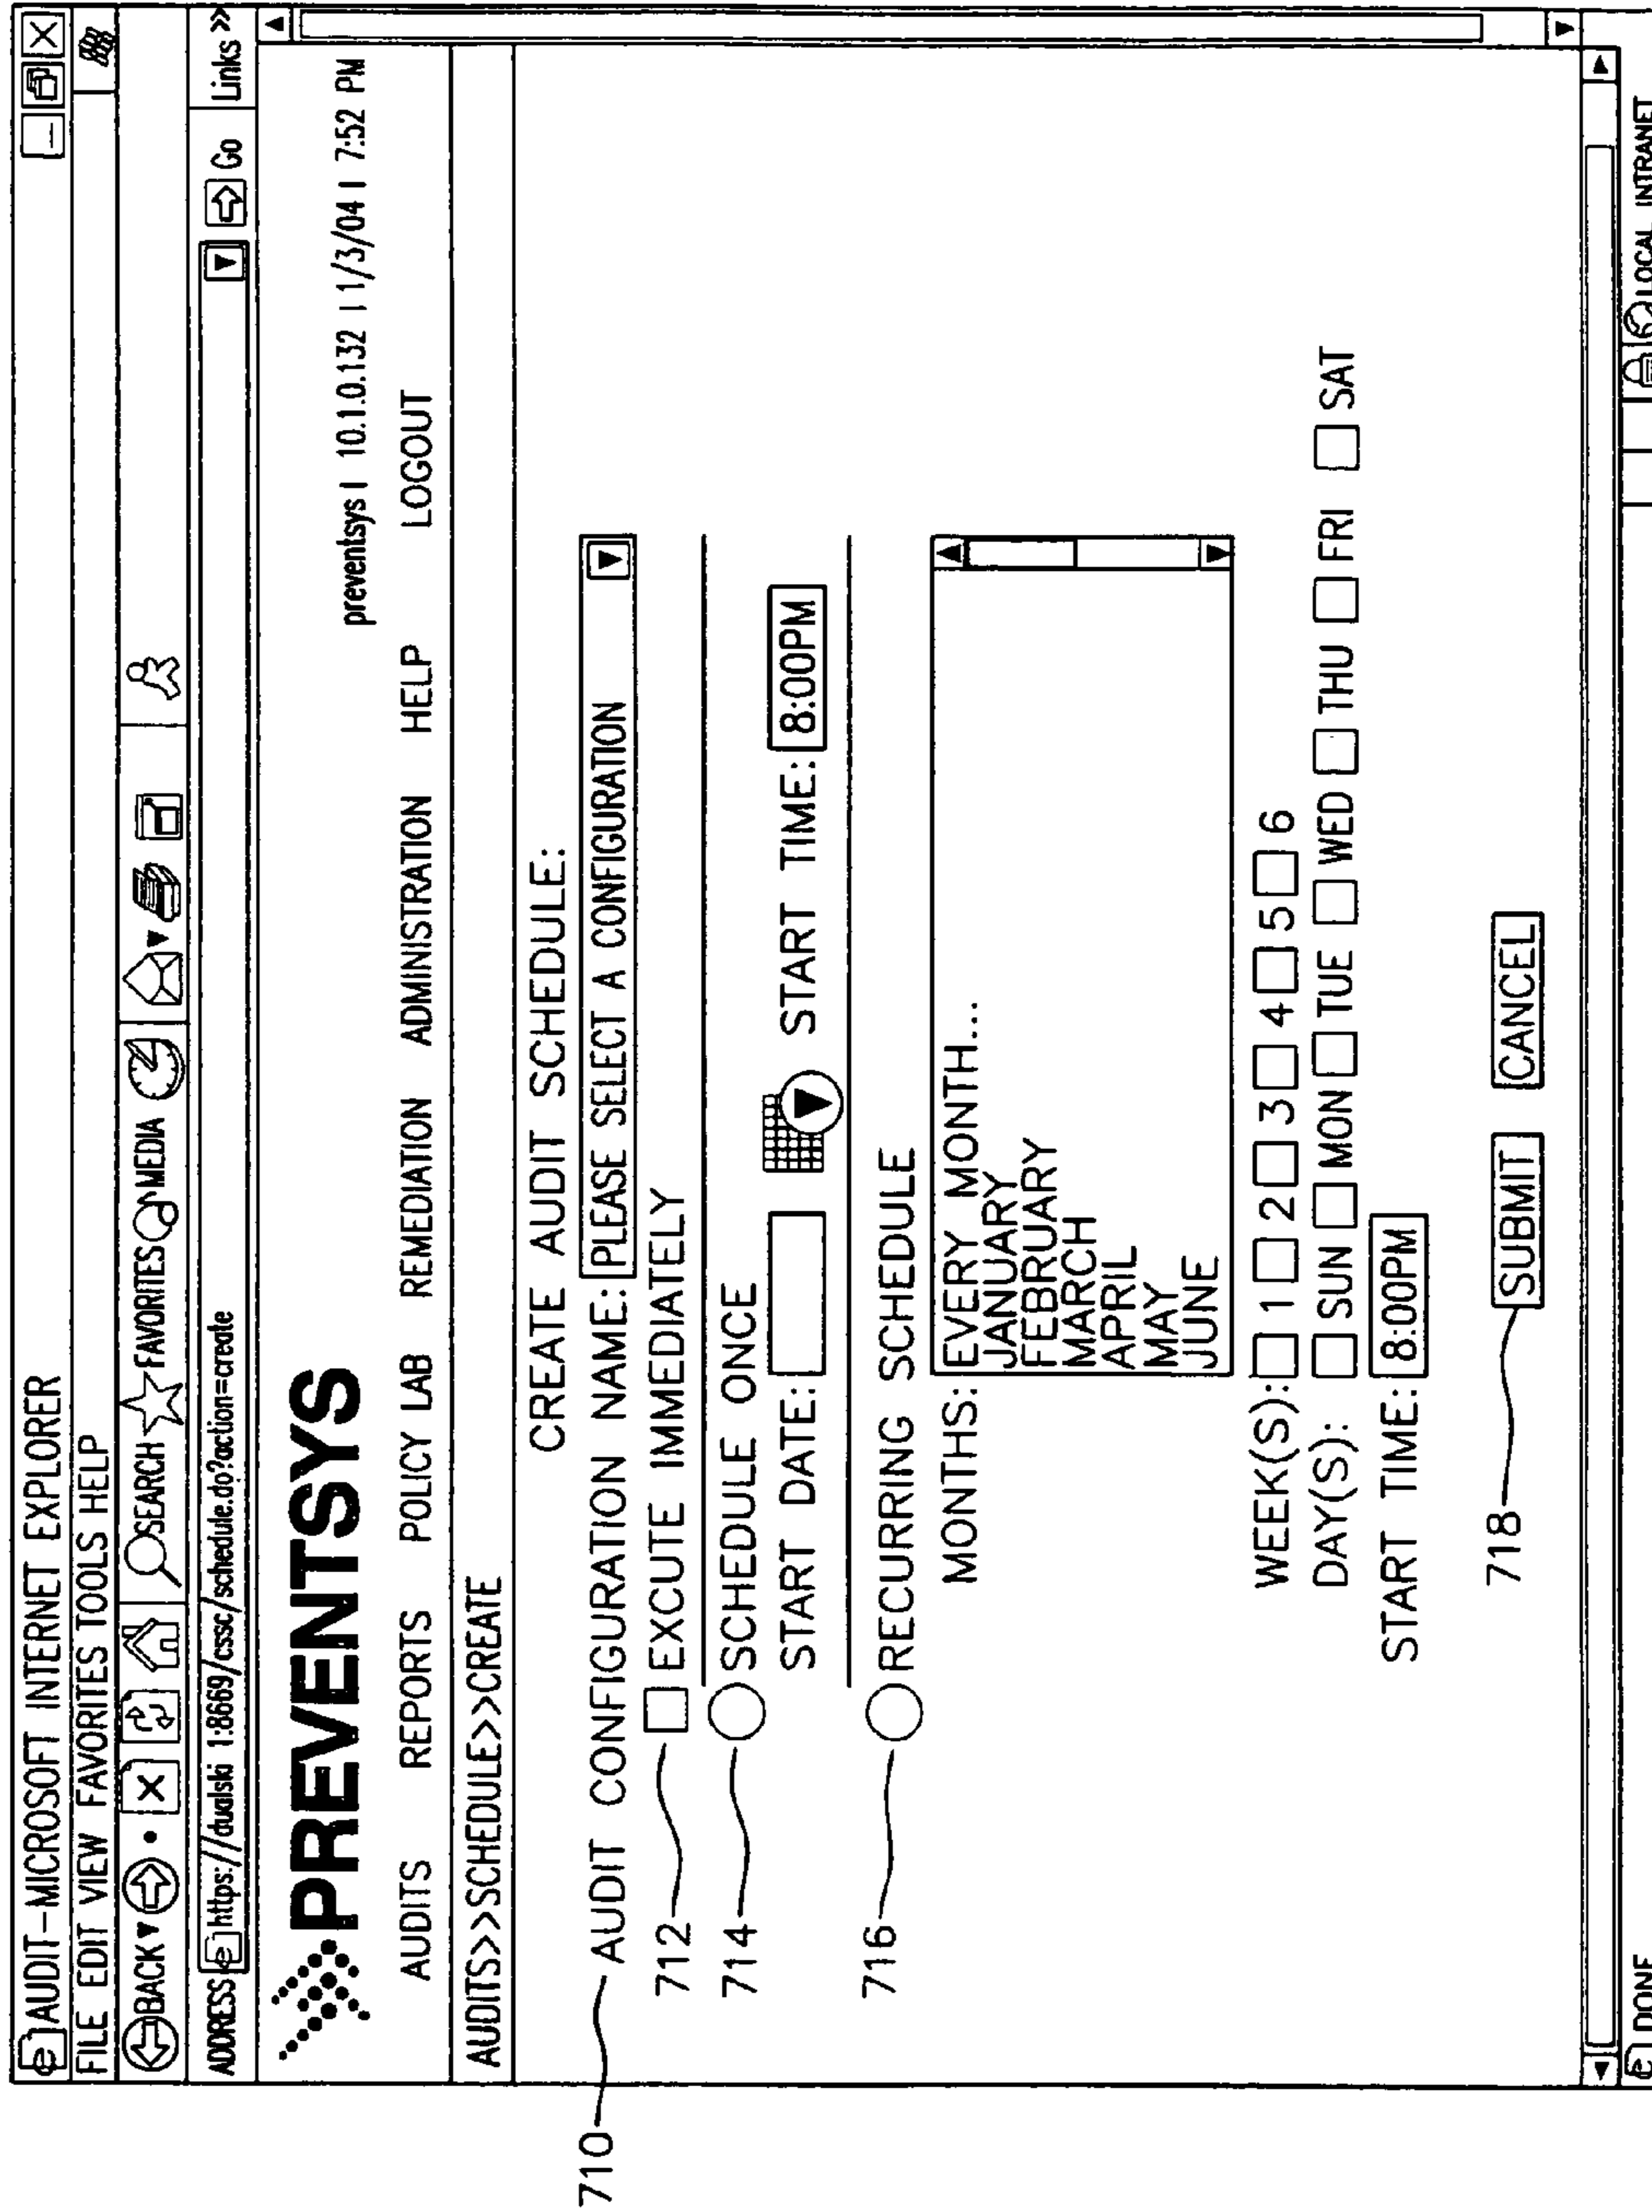 AUDIT-MICROSOFT INTERNET EXPLORER
FILE EDIT VIEW FAVORITES TOOLS HELP
BACK SEARCH FAVORITES MEDIA
ADDRESS https://dualski 1:8669/cssc/schedule.do?action=create Go Links >>
PREVENTSYS
preventsys | 10.1.0.132 | 1/3/04 | 7:52 PM
AUDITS REPORTS POLICY LAB REMEDIATION ADMINISTRATION HELP LOGOUT
AUDITS>>SCHEDULE>>CREATE
CREATE AUDIT SCHEDULE:
710 AUDIT CONFIGURATION NAME: PLEASE SELECT A CONFIGURATION
712 EXCUTE IMMEDIATELY
714 SCHEDULE ONCE
START DATE: START TIME: 8:00PM
716 RECURRING SCHEDULE
MONTHS: EVERY MONTH...
JANUARY
FEBRUARY
MARCH
APRIL
MAY
JUNE
WEEK(S): 1 2 3 4 5 6
DAY(S): SUN MON TUE WED THU FRI SAT
START TIME: 8:00PM
718 SUBMIT CANCEL
DONE LOCAL INTRANET